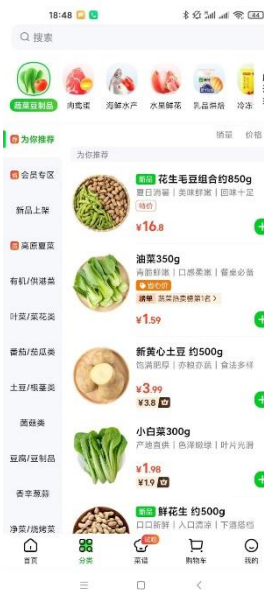 18:48
44
搜索
蔬菜豆制品
肉禽蛋
海鲜水产
水果鲜花
乳品烘焙
冷冻
为你推荐
会员专区
新品上架
高原夏菜
有机/供港菜
叶菜/菜花类
番茄/茄瓜类
土豆/根茎类
菌菇类
豆腐/豆制品
香辛葱蒜
净菜/烧烤菜
销量 价格
为你推荐
新品 花生毛豆组合约850g
夏日消暑｜美味鲜嫩｜回味十足
特价
¥16.8
油菜350g
青脆鲜嫩｜口感柔嫩｜餐桌必备
省心价
榜单 蔬菜热卖榜第1名
¥1.59
新黄心土豆 约500g
饱满肥厚｜亦粮亦蔬｜食法多样
¥3.99
¥3.8
小白菜300g
产地直供｜色泽晓绿｜叶片光滑
¥1.98
¥1.9
新品 鲜花生 约500g
口口新鲜｜入口清凉｜下酒搭档
首页
分类
菜谱
购物车
我的